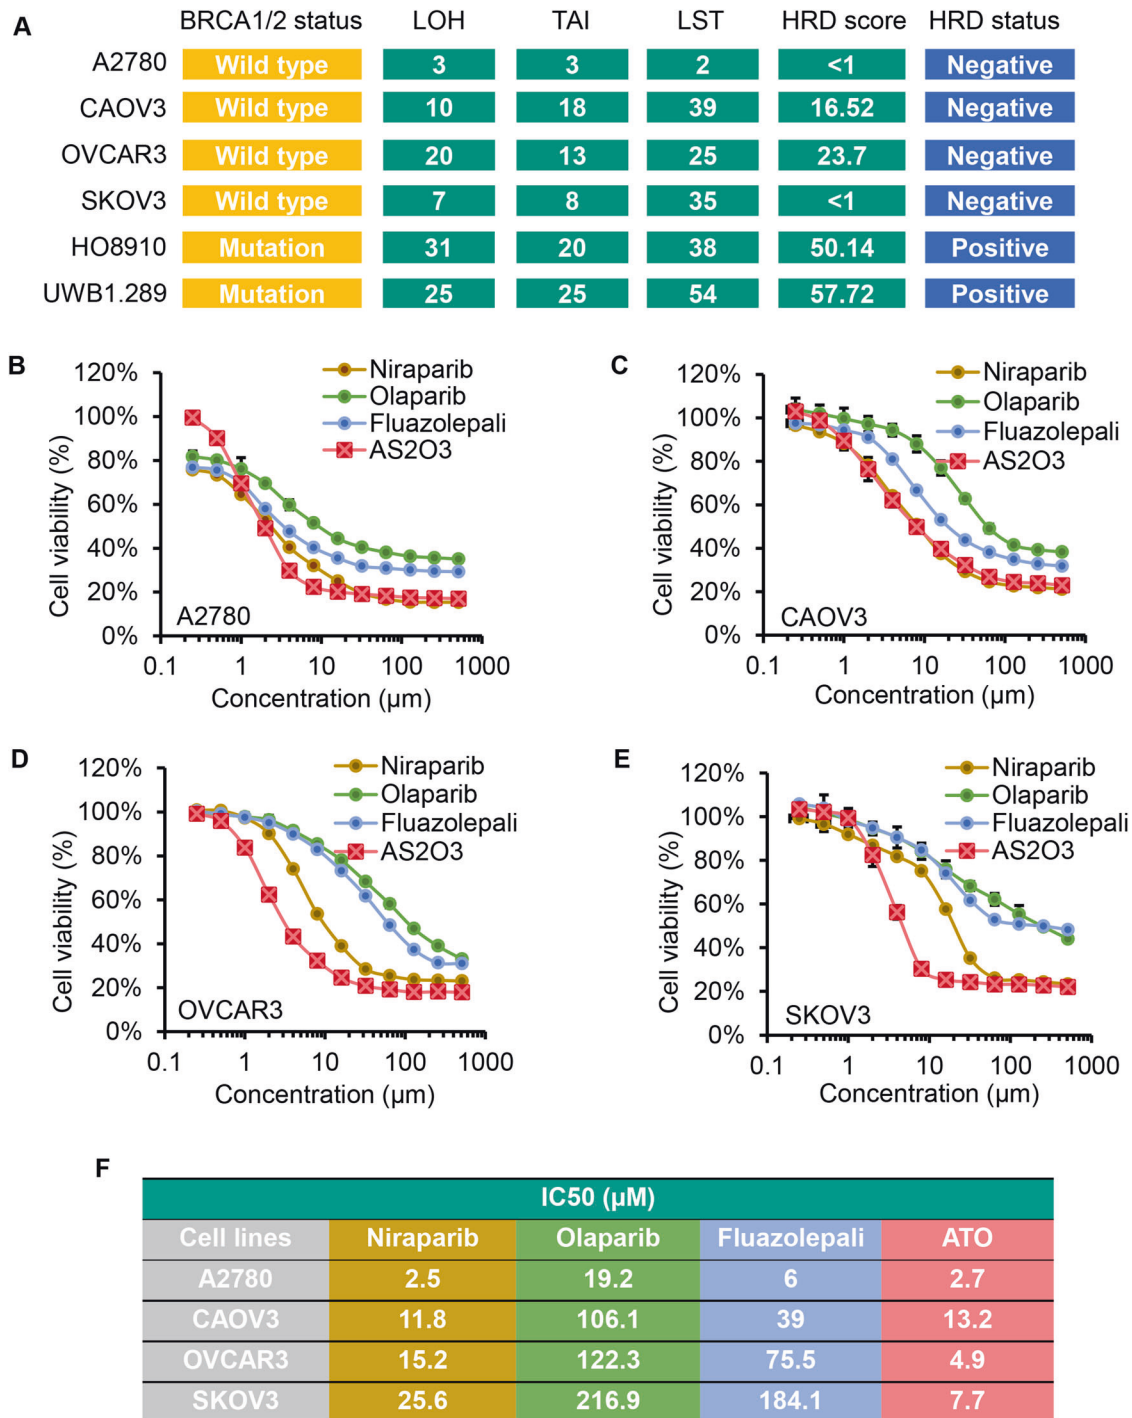 A
BRCA1/2 status LOH TAI LST HRD score HRD status
A2780 Wild type 3 3 2 <1 Negative
CAOV3 Wild type 10 18 39 16.52 Negative
OVCAR3 Wild type 20 13 25 23.7 Negative
SKOV3 Wild type 7 8 35 <1 Negative
HO8910 Mutation 31 20 38 50.14 Positive
UWB1.289 Mutation 25 25 54 57.72 Positive
B
120%
100%
80%
60%
40%
20%
0%
Cell viability (%)
Niraparib
Olaparib
Fluazolepali
AS2O3
A2780
0.1 1 10 100 1000
Concentration (µm)
C
120%
100%
80%
60%
40%
20%
0%
Cell viability (%)
Niraparib
Olaparib
Fluazolepali
AS2O3
CAOV3
0.1 1 10 100 1000
Concentration (µm)
D
120%
100%
80%
60%
40%
20%
0%
Cell viability (%)
Niraparib
Olaparib
Fluazolepali
AS2O3
OVCAR3
0.1 1 10 100 1000
Concentration (µm)
E
120%
100%
80%
60%
40%
20%
0%
Cell viability (%)
Niraparib
Olaparib
Fluazolepali
AS2O3
SKOV3
0.1 1 10 100 1000
Concentration (µm)
F
IC50 (µM)
Cell lines Niraparib Olaparib Fluazolepali ATO
A2780 2.5 19.2 6 2.7
CAOV3 11.8 106.1 39 13.2
OVCAR3 15.2 122.3 75.5 4.9
SKOV3 25.6 216.9 184.1 7.7